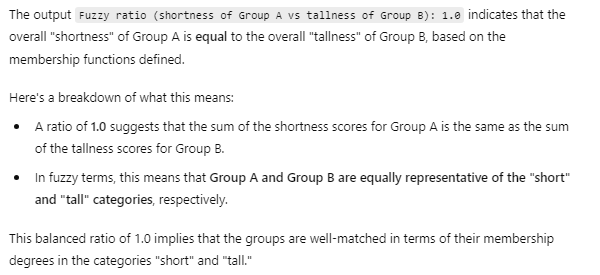 The output Fuzzy ratio (shortness of Group A vs tallness of Group B): 1.0 indicates that the
overall "shortness" of Group A is equal to the overall "tallness" of Group B, based on the
membership functions defined.
Here's a breakdown of what this means:
• A ratio of 1.0 suggests that the sum of the shortness scores for Group A is the same as the sum
of the tallness scores for Group B.
• In fuzzy terms, this means that Group A and Group B are equally representative of the "short"
and "tall" categories, respectively.
This balanced ratio of 1.0 implies that the groups are well-matched in terms of their membership
degrees in the categories "short" and "tall."